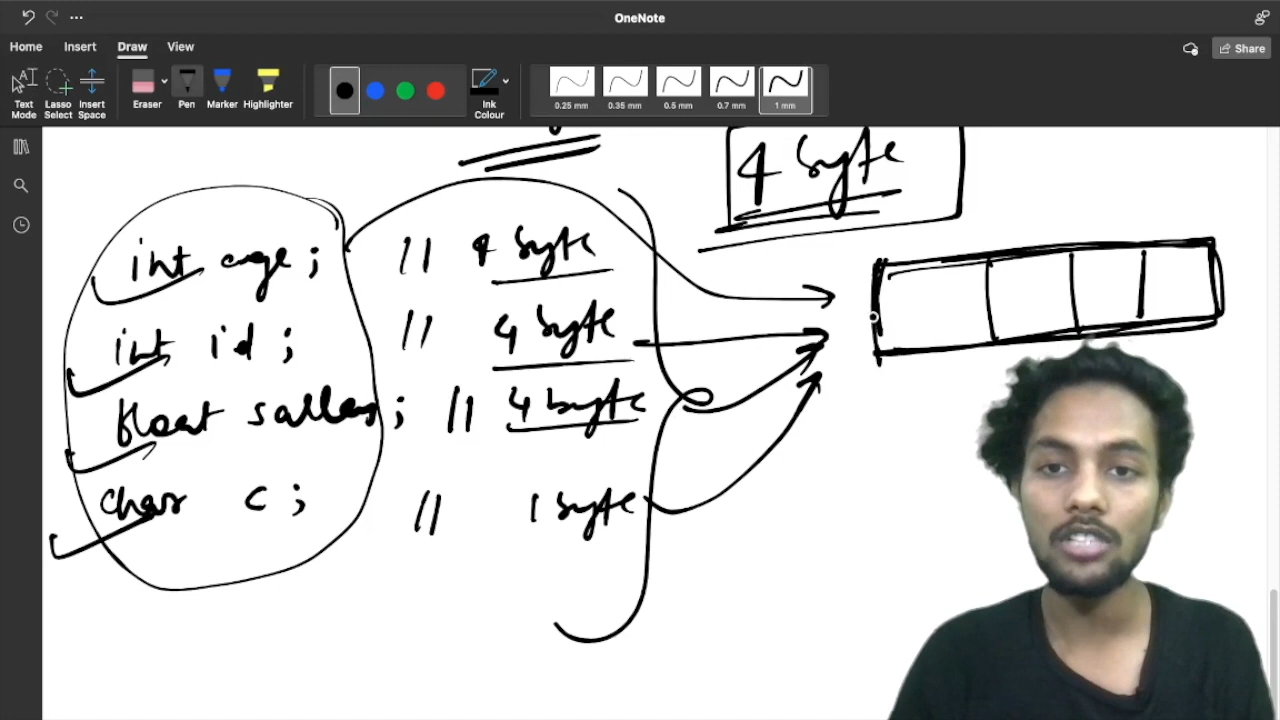 OneNote
Home Insert Draw View
Share
Text Mode
Lasso Select
Insert Space
Eraser
Pen
Marker
Highlighter
Ink Colour
0.25 mm
0.35 mm
0.5 mm
0.7 mm
1 mm
4 byte
int age ; // 4 byte
int id ; // 4 byte
float sallery ; // 4 byte
char c ; // 1 byte